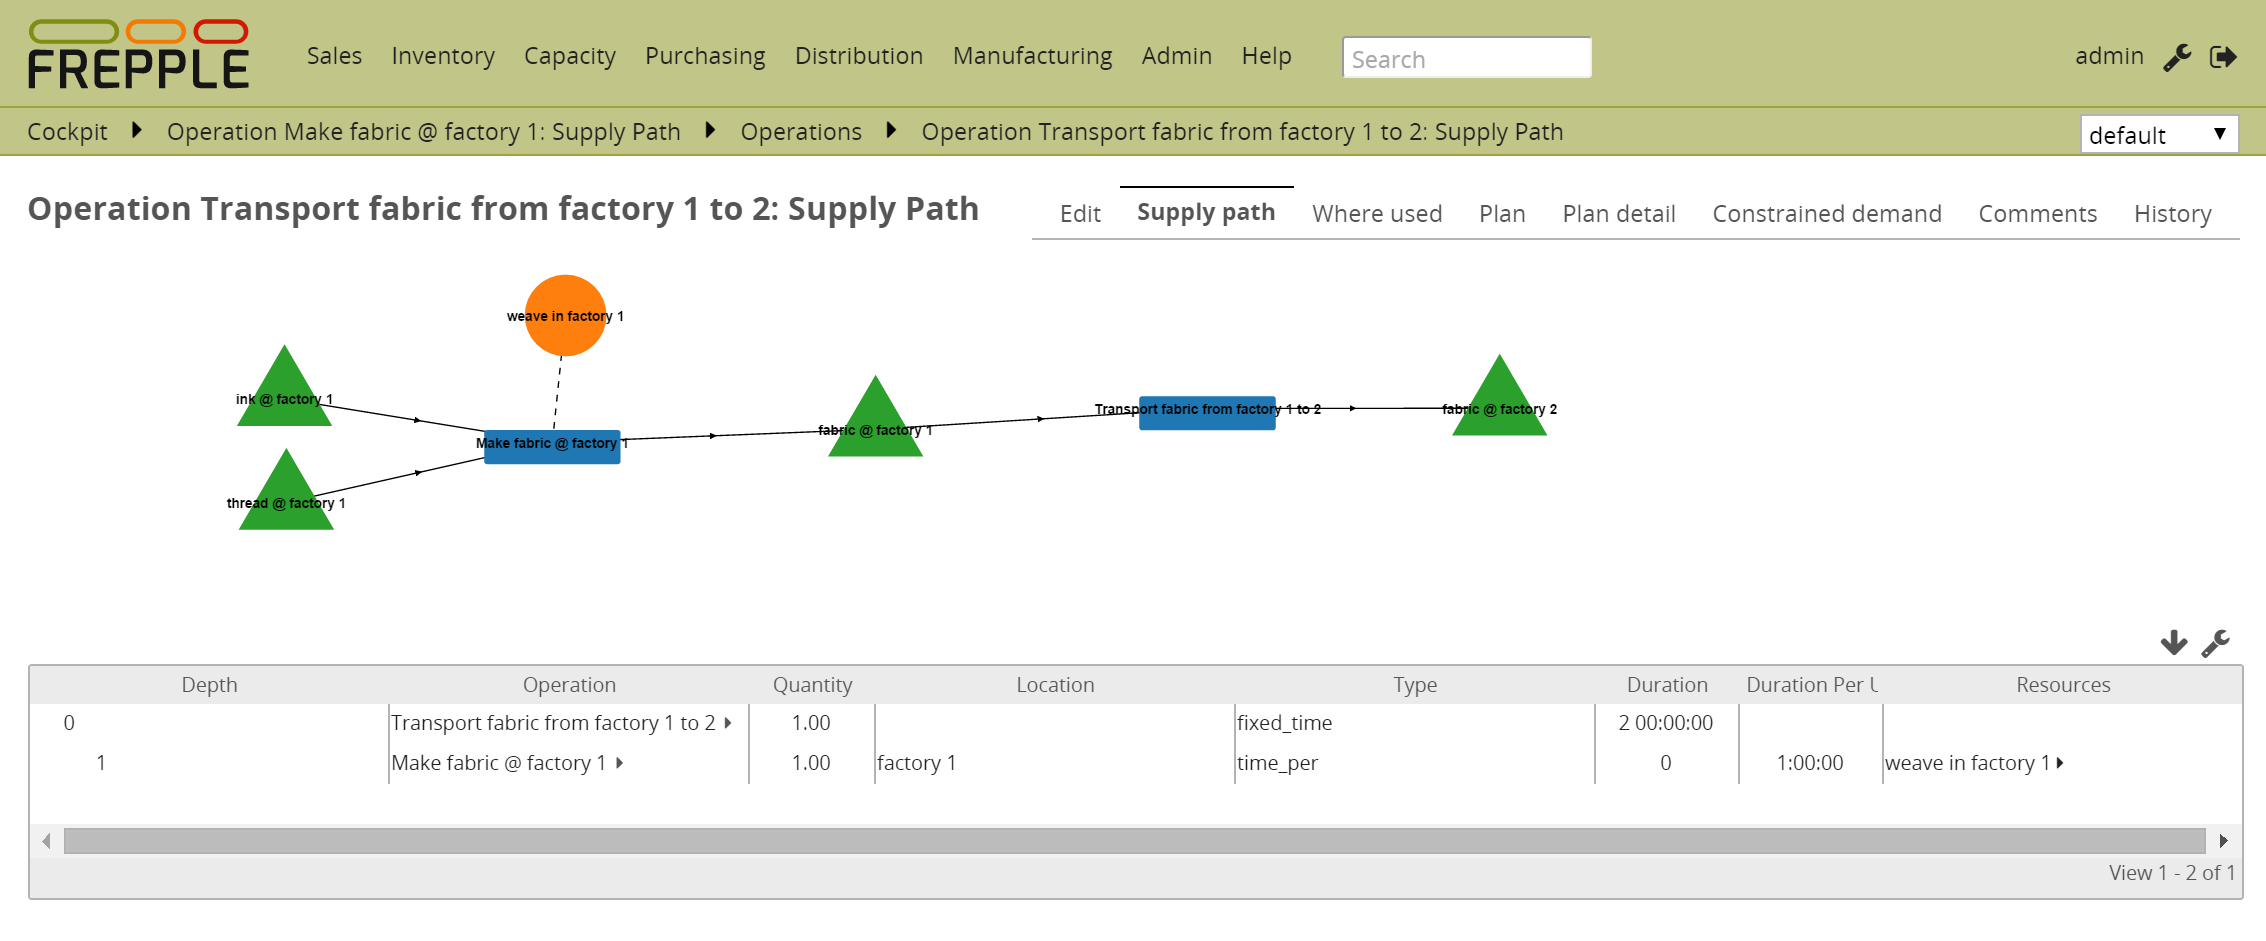 FREPPLE
Sales Inventory Capacity Purchasing Distribution Manufacturing Admin Help Search admin
Cockpit Operation Make fabric @ factory 1: Supply Path Operations Operation Transport fabric from factory 1 to 2: Supply Path default
Operation Transport fabric from factory 1 to 2: Supply Path
Edit Supply path Where used Plan Plan detail Constrained demand Comments History
weave in factory 1
ink @ factory 1
thread @ factory 1
Make fabric @ factory 1
fabric @ factory 1
Transport fabric from factory 1 to 2
fabric @ factory 2
Depth Operation Quantity Location Type Duration Duration Per Resources
0 Transport fabric from factory 1 to 2 1.00 fixed_time 2 00:00:00
1 Make fabric @ factory 1 1.00 factory 1 time_per 0 1:00:00 weave in factory 1
View 1 - 2 of 1